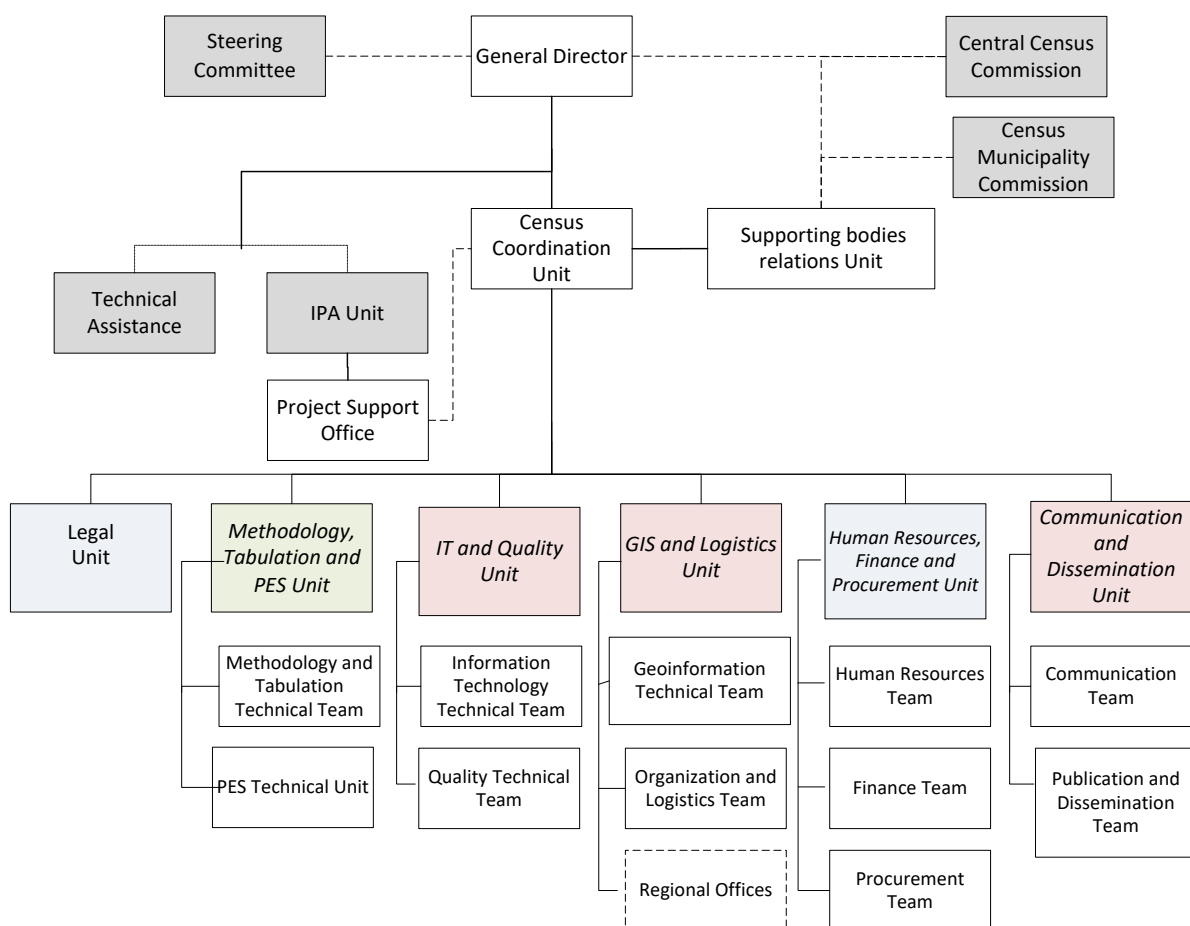 Steering
Committee
General Director
Central Census
Commission
Census
Municipality
Commission
Census
Coordination
Unit
Supporting bodies
relations Unit
Technical
Assistance
IPA Unit
Project Support
Office
Legal
Unit
Methodology,
Tabulation and
PES Unit
IT and Quality
Unit
GIS and Logistics
Unit
Human Resources,
Finance and
Procurement Unit
Communication
and
Dissemination
Unit
Methodology and
Tabulation
Technical Team
Information
Technology
Technical Team
Geoinformation
Technical Team
Human Resources
Team
Communication
Team
PES Technical Unit
Quality Technical
Team
Organization and
Logistics Team
Finance Team
Publication and
Dissemination
Team
Regional Offices
Procurement
Team